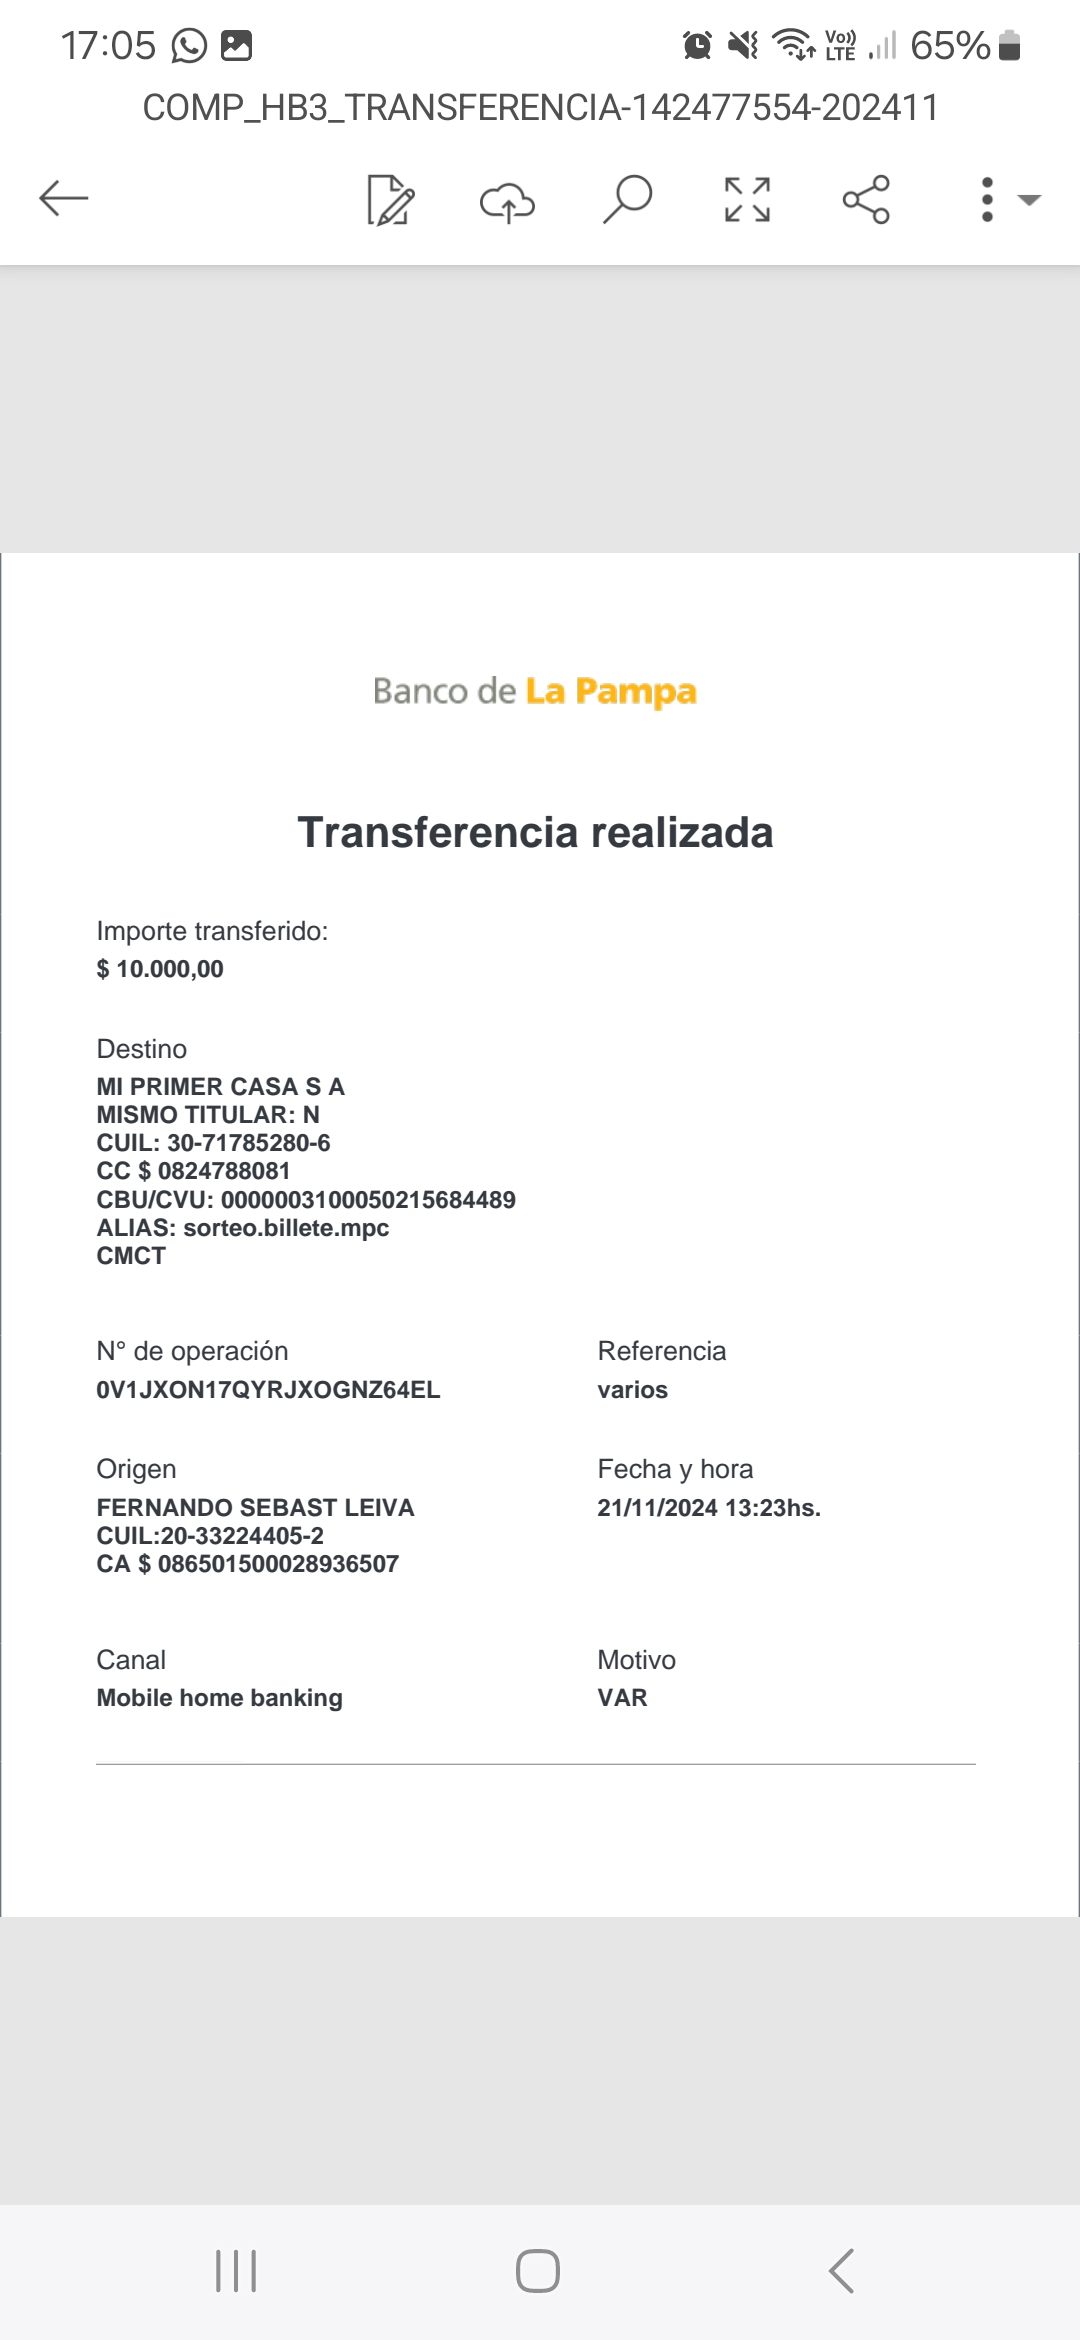 17:05
Vo)) LTE
65%
COMP_HB3_TRANSFERENCIA-142477554-202411
Banco de La Pampa
Transferencia realizada
Importe transferido:
$ 10.000,00
Destino
MI PRIMER CASA S A
MISMO TITULAR: N
CUIL: 30-71785280-6
CC $ 0824788081
CBU/CVU: 0000003100050215684489
ALIAS: sorteo.billete.mpc
CMCT
N° de operación
0V1JXON17QYRJXOGNZ64EL
Referencia
varios
Origen
FERNANDO SEBAST LEIVA
CUIL:20-33224405-2
CA $ 086501500028936507
Fecha y hora
21/11/2024 13:23hs.
Canal
Mobile home banking
Motivo
VAR